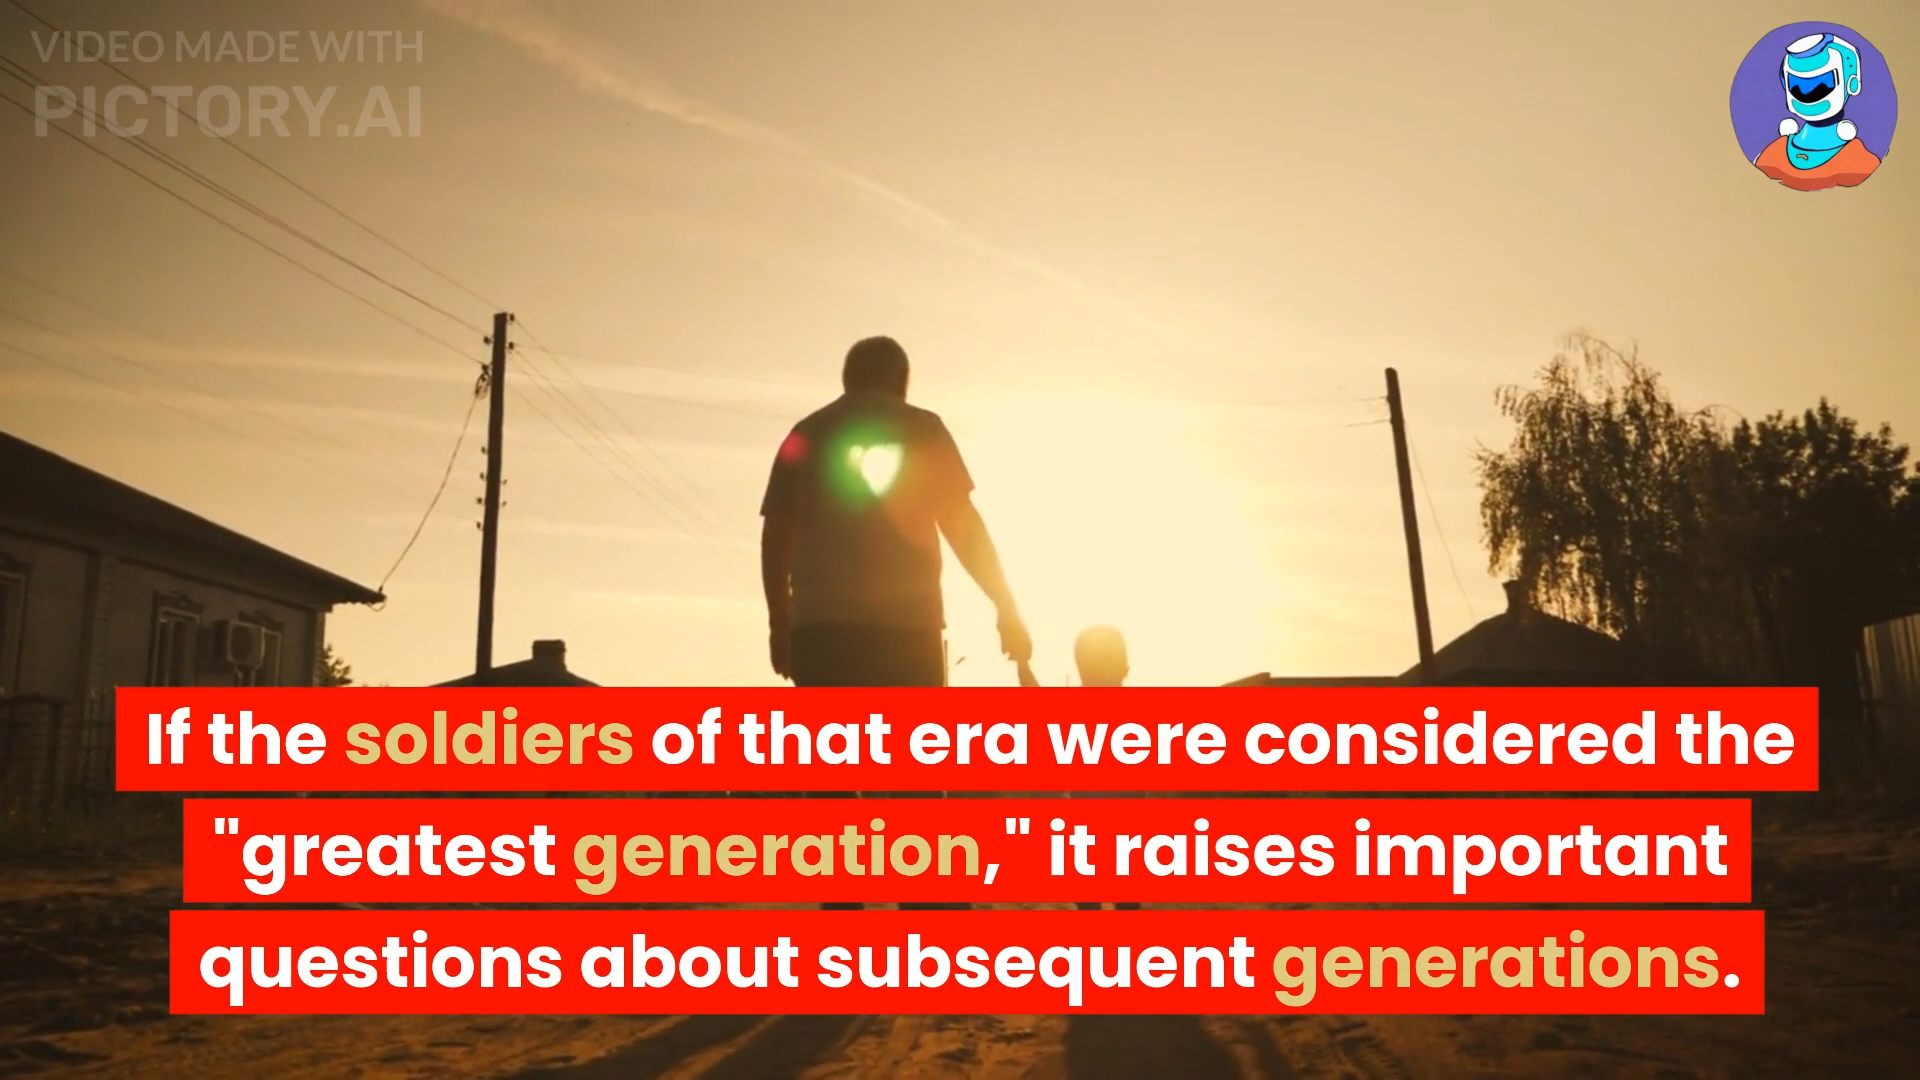 VIDEO MADE WITH
PICTORY.AI
If the soldiers of that era were considered the
"greatest generation," it raises important
questions about subsequent generations.